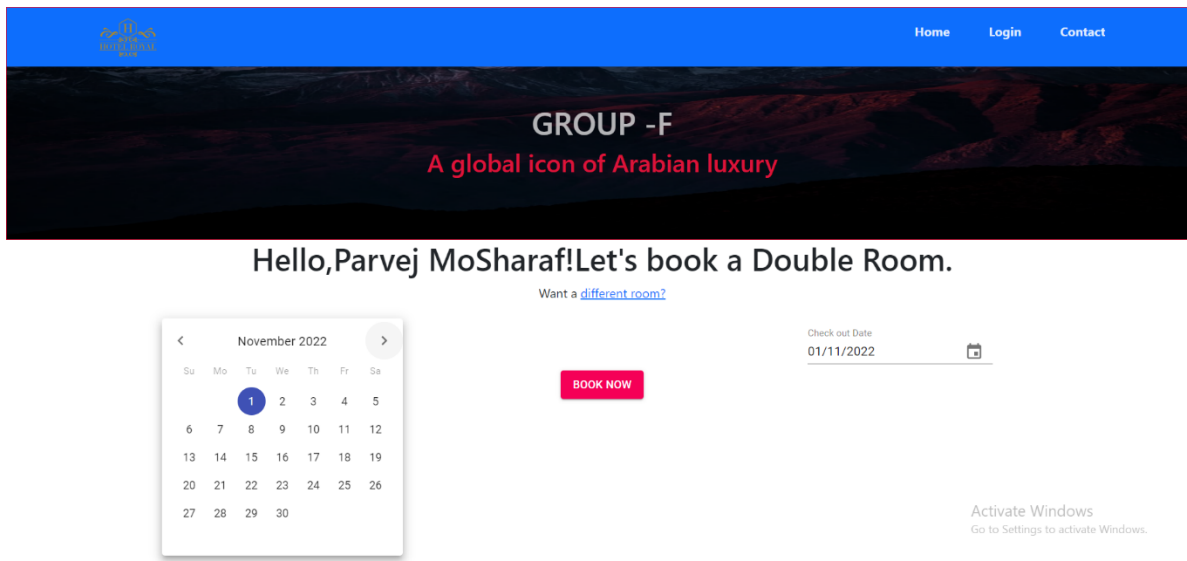 HOTEL ROYAL
Home Login Contact
GROUP -F
A global icon of Arabian luxury
Hello,Parvej MoSharaf!Let's book a Double Room.
Want a different room?
November 2022
Su Mo Tu We Th Fr Sa
1 2 3 4 5
6 7 8 9 10 11 12
13 14 15 16 17 18 19
20 21 22 23 24 25 26
27 28 29 30
BOOK NOW
Check out Date
01/11/2022
Activate Windows
Go to Settings to activate Windows.